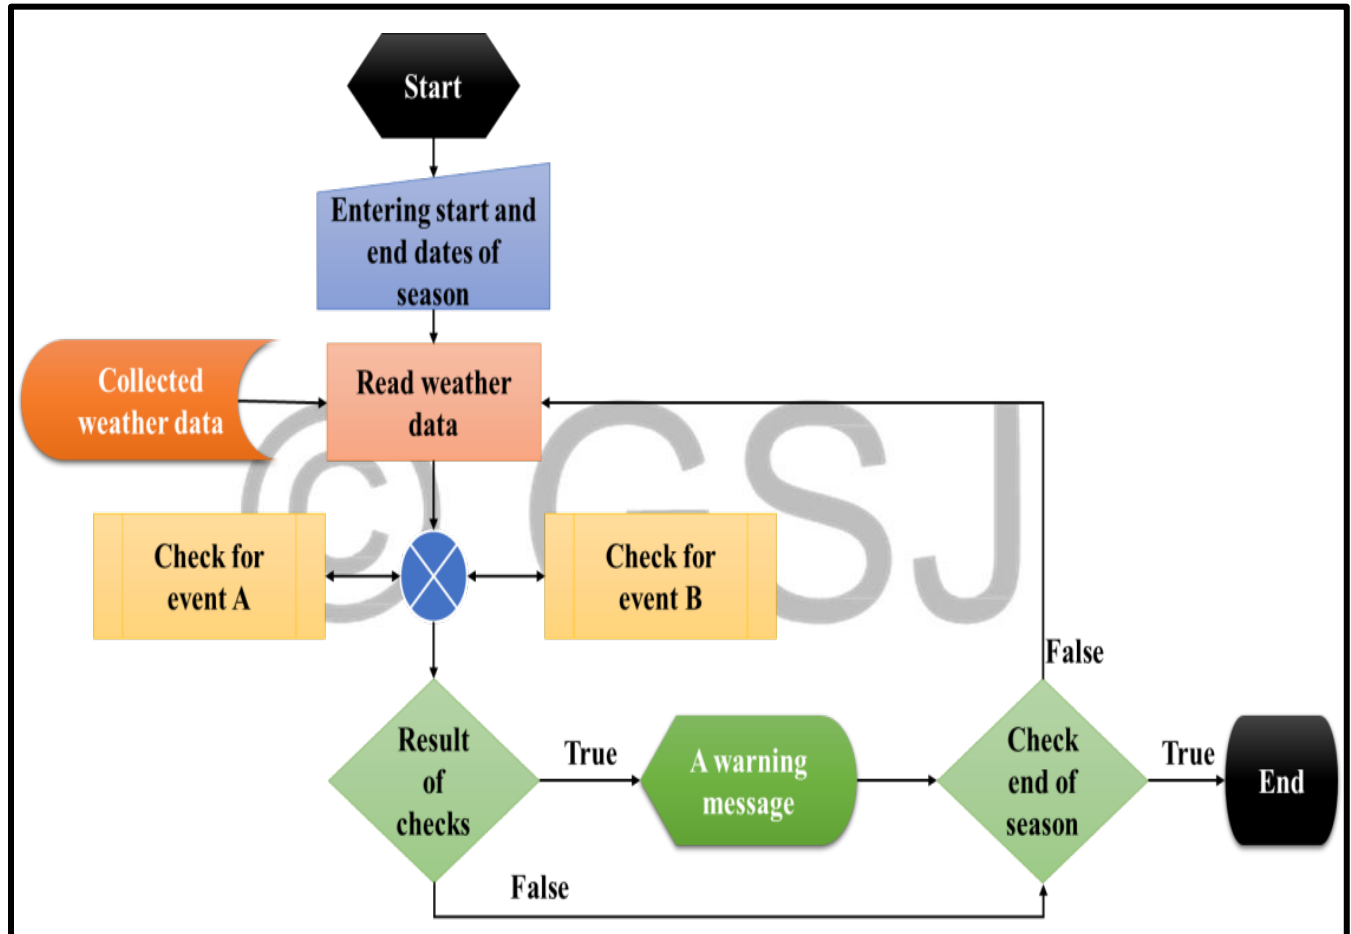 Start
Entering start and
end dates of
season
Collected
weather data
Read weather
data
© GSJ
Check for
event A
Check for
event B
False
Result
of
checks
True
A warning
message
Check
end of
season
True
End
False